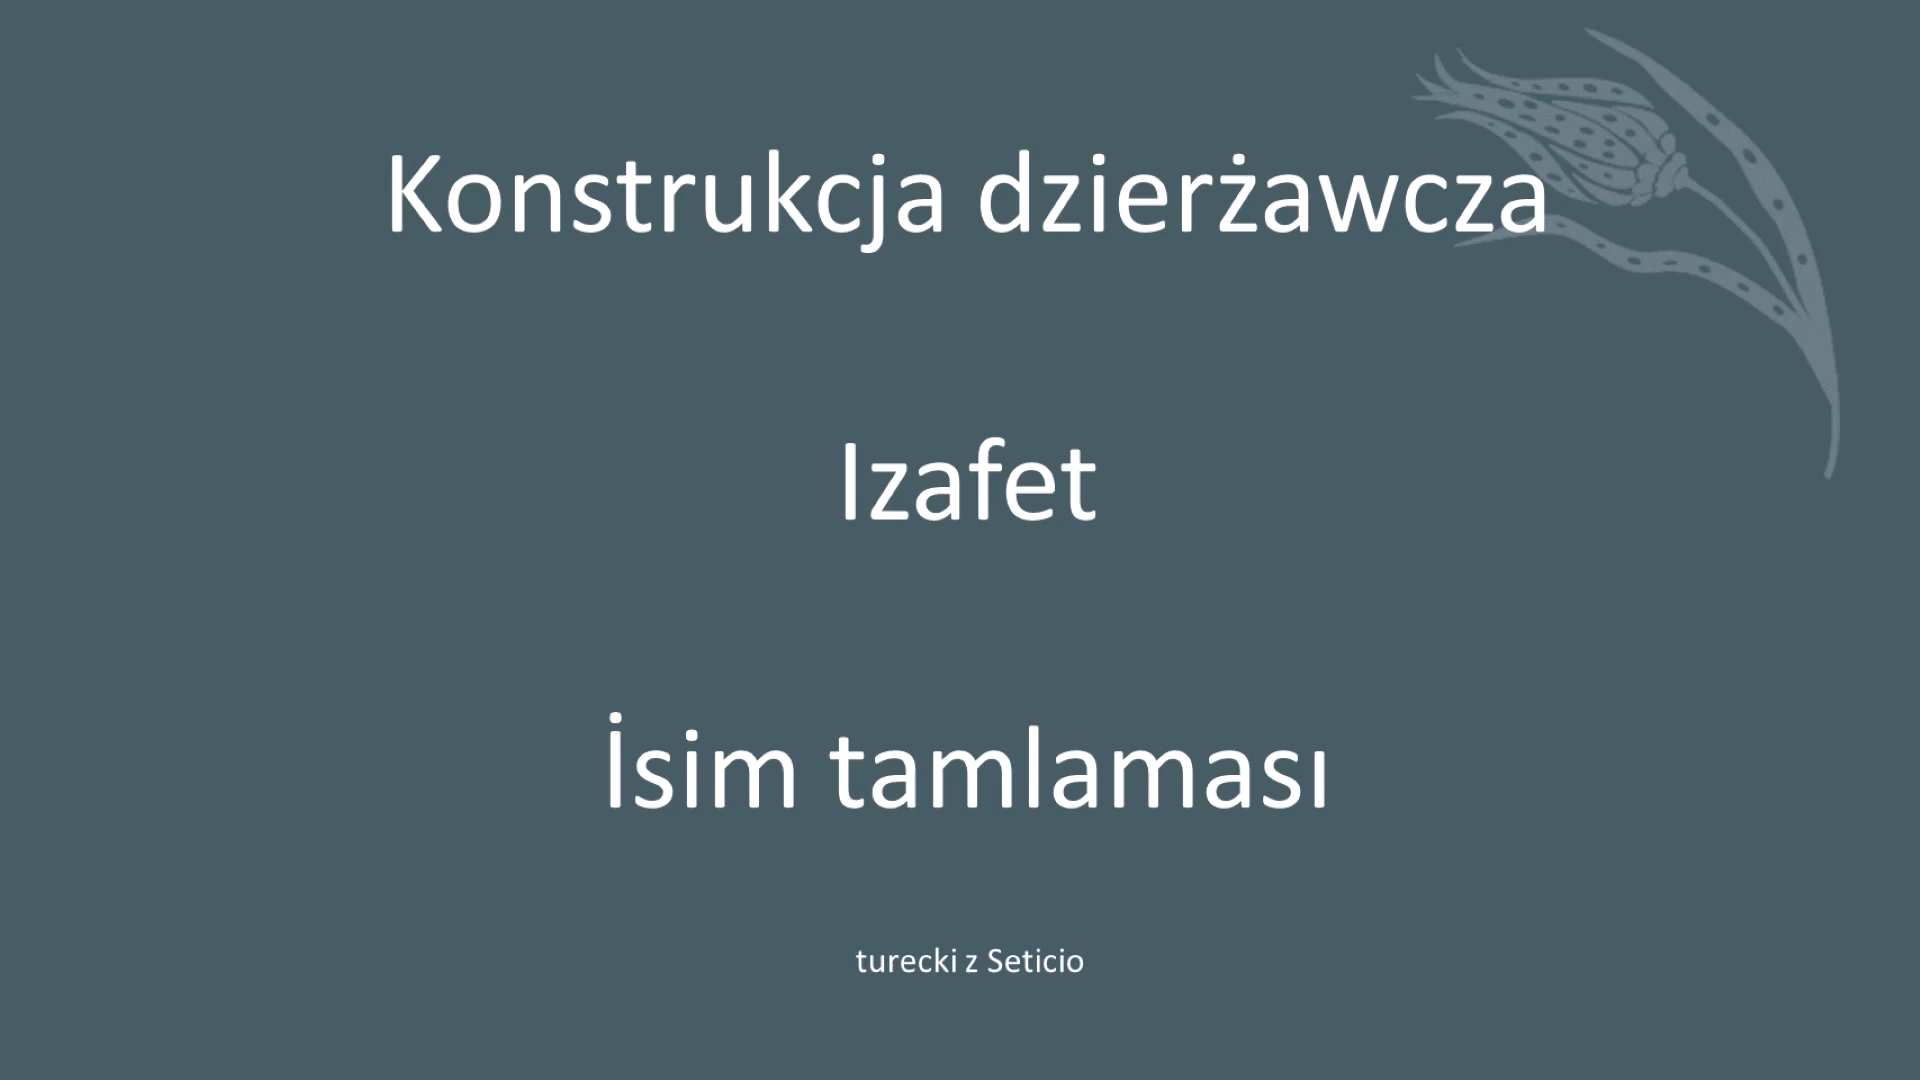 Konstrukcja dzierżawcza
Izafet
İsim tamlaması
turecki z Seticio